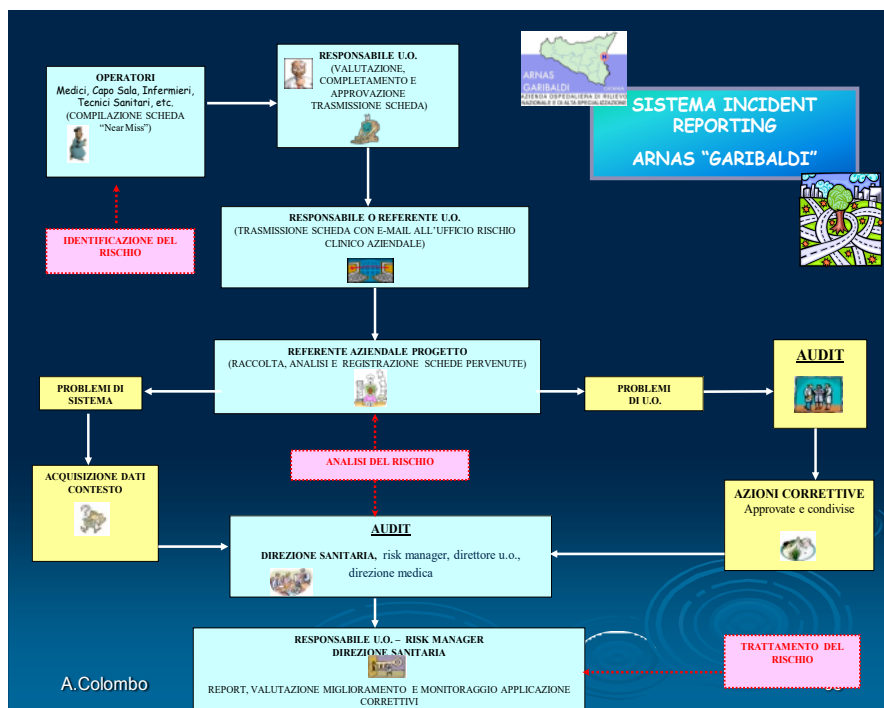 RESPONSABILE U.O.
(VALUTAZIONE,
COMPLETAMENTO E
APPROVAZIONE
TRASMISSIONE SCHEDA)
OPERATORI
Medici, Capo Sala, Infermieri,
Tecnici Sanitari, etc.
(COMPILAZIONE SCHEDA
“Near Miss”)
ARNAS
GARIBALDI
CATANIA
AZIENDA OSPEDALIERA DI RILIEVO
NAZIONALE E DI ALTA SPECIALIZZAZIONE
SISTEMA INCIDENT
REPORTING
ARNAS “GARIBALDI”
IDENTIFICAZIONE DEL
RISCHIO
RESPONSABILE O REFERENTE U.O.
(TRASMISSIONE SCHEDA CON E-MAIL ALL’UFFICIO RISCHIO
CLINICO AZIENDALE)
REFERENTE AZIENDALE PROGETTO
(RACCOLTA, ANALISI E REGISTRAZIONE SCHEDE PERVENUTE)
PROBLEMI DI
SISTEMA
PROBLEMI
DI U.O.
AUDIT
ANALISI DEL RISCHIO
ACQUISIZIONE DATI
CONTESTO
AZIONI CORRETTIVE
Approvate e condivise
AUDIT
DIREZIONE SANITARIA, risk manager, direttore u.o.,
direzione medica
RESPONSABILE U.O. – RISK MANAGER
DIREZIONE SANITARIA
REPORT, VALUTAZIONE MIGLIORAMENTO E MONITORAGGIO APPLICAZIONE
CORRETTIVI
TRATTAMENTO DEL
RISCHIO
A.Colombo